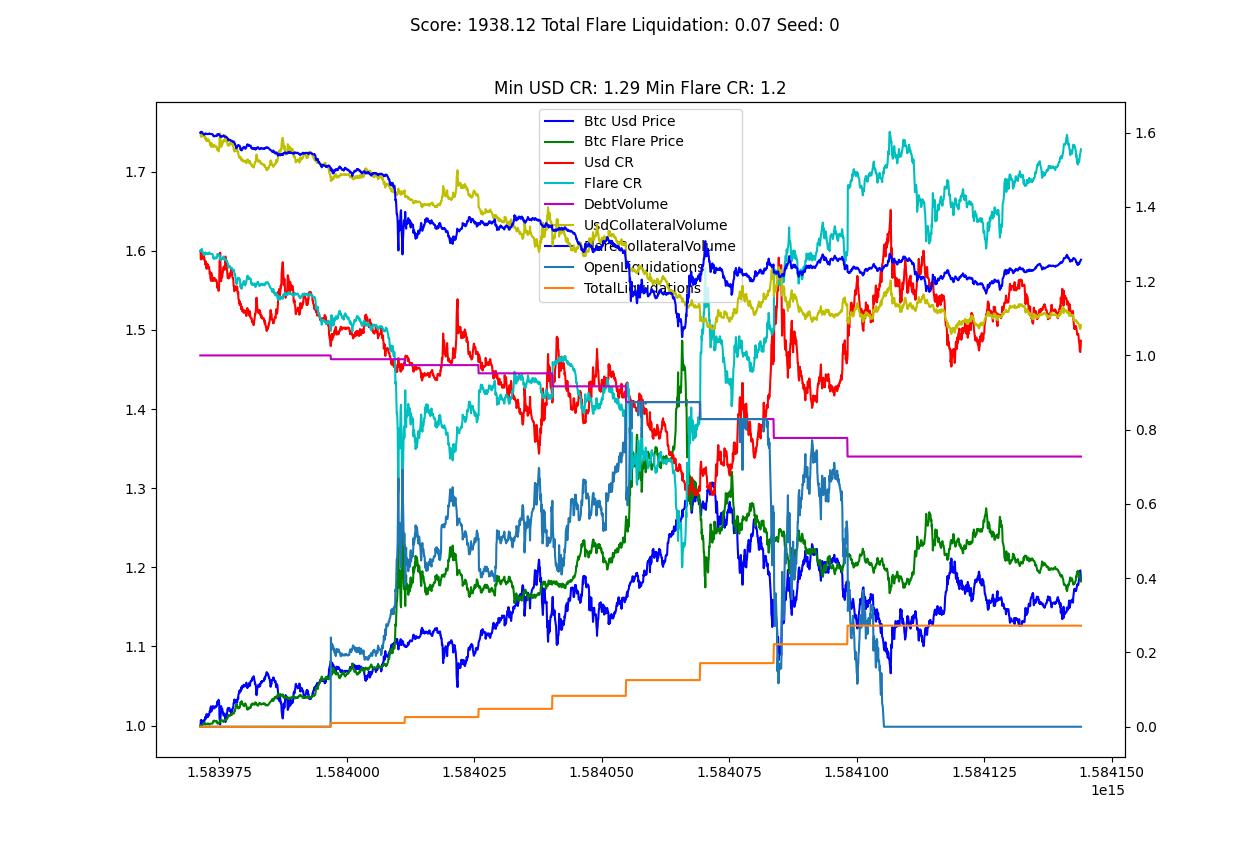 Score: 1938.12 Total Flare Liquidation: 0.07 Seed: 0
Min USD CR: 1.29 Min Flare CR: 1.2
Btc Usd Price
Btc Flare Price
Usd CR
Flare CR
DebtVolume
UsdCollateralVolume
FlareCollateralVolume
OpenLiquidations
TotalLiquidations
1.7
1.6
1.5
1.4
1.3
1.2
1.1
1.0
1.6
1.4
1.2
1.0
0.8
0.6
0.4
0.2
0.0
1.583975
1.584000
1.584025
1.584050
1.584075
1.584100
1.584125
1.584150
1e15